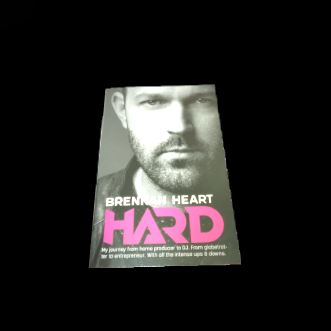 BRENNAN HEART
HARD
My journey from home producer to DJ. From globetrot-
ter to entrepreneur. With all the intense ups & downs.